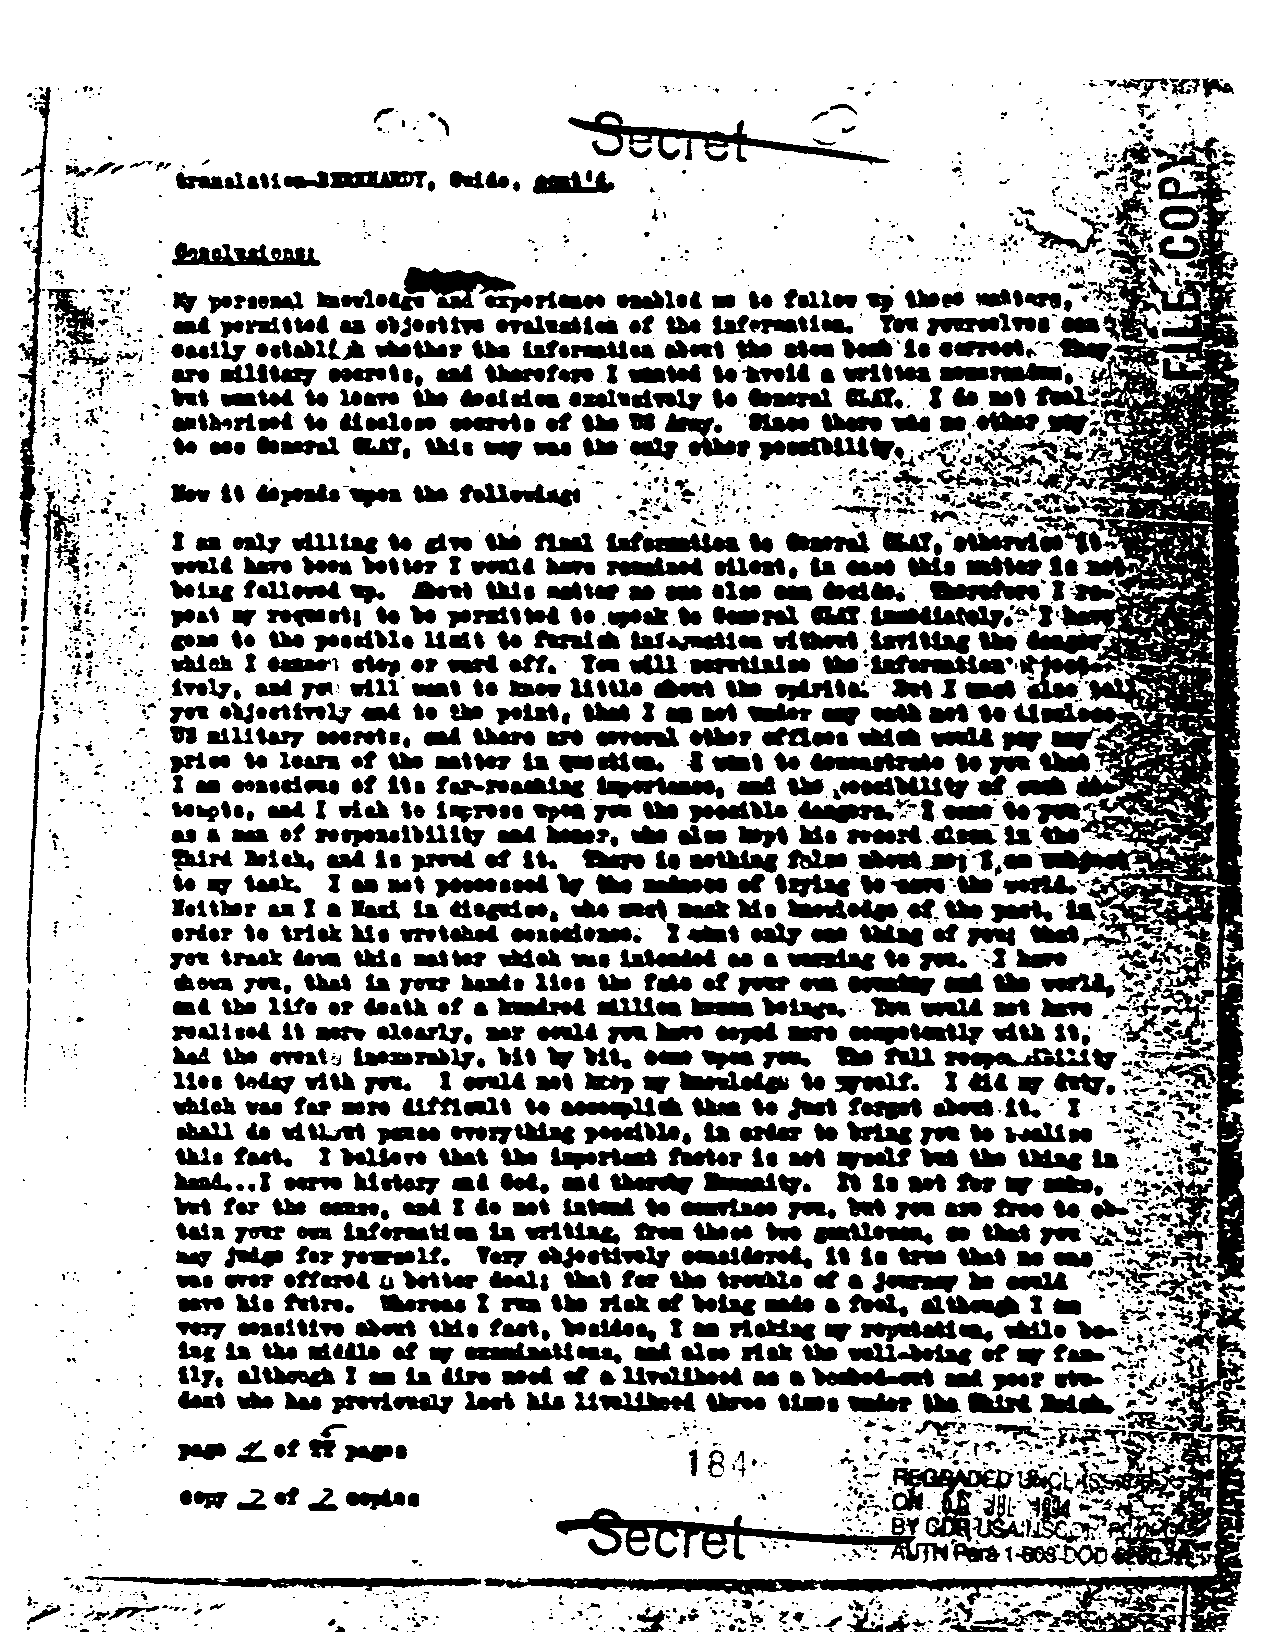 Secret
FILE COPY
translation-BERNHARDT, Guido, cont'd.
Conclusions:
My personal knowledge and experience enabled me to follow up these matters,
and permitted an objective evaluation of the information. You yourselves can
easily establish whether the information about the atom bomb is correct. They
are military secrets, and therefore I wanted to avoid a written memorandum,
but wanted to leave the decision exclusively to General CLAY. I do not feel
authorized to disclose secrets of the US Army. Since there was no other way
to see General CLAY, this way was the only other possibility.
Now it depends upon the following:
I am only willing to give the final information to General CLAY, otherwise it
would have been better I would have remained silent, in case this matter is not
being followed up. About this matter no one else can decide. Therefore I re-
peat my request; to be permitted to speak to General CLAY immediately. I have
gone to the possible limit to furnish information without inviting the danger
which I cannot stop or ward off. You will scrutinize the information object-
ively, and you will want to know little about the spirits. But I must also tell
you objectively and to the point, that I am not under any oath not to disclose
US military secrets, and there are several other offices which would pay any
price to learn of the matter in question. I want to demonstrate to you that
I am conscious of its far-reaching importance, and the possibility of such at-
tempts, and I wish to impress upon you the possible dangers. I came to you
as a man of responsibility and honor, who also kept his record clean in the
Third Reich, and is proud of it. There is nothing false about me; I am subject
to my task. I am not possessed by the madness of trying to save the world.
Neither am I a Nazi in disguise, who must mask his knowledge of the past, in
order to trick his wretched conscience. I want only one thing of you; that
you track down this matter which was intended as a warning to you. I have
shown you, that in your hands lies the fate of your own country and the world,
and the life or death of a hundred million human beings. You would not have
realized it more clearly, nor could you have coped more competently with it,
had the events inexorably, bit by bit, come upon you. The full responsibility
lies today with you. I could not keep my knowledge to myself. I did my duty,
which was far more difficult to accomplish than to just forget about it. I
shall do without pause everything possible, in order to bring you to realize
this fact. I believe that the important factor is not myself but the thing in
hand...I serve history and God, and thereby Humanity. It is not for my sake,
but for the cause, and I do not intend to convince you, but you are free to ob-
tain your own information in writing, from these two gentlemen, so that you
may judge for yourself. Very objectively considered, it is true that no one
was ever offered a better deal; that for the trouble of a journey he could
save his futre. Whereas I run the risk of being made a fool, although I am
very sensitive about this fact, besides, I am risking my reputation, while be-
ing in the middle of my examinations, and also risk the well-being of my fam-
ily, although I am in dire need of a livelihood as a bombed-out and poor stu-
dent who has previously lost his livelihood three times under the Third Reich.
page 4 of pages
184
copy 2 of 2 copies
REGRADED UNCLASSIFIED
ON JUL
BY CDR USAINSCOM
AUTH Para 1-603 DOD
Secret